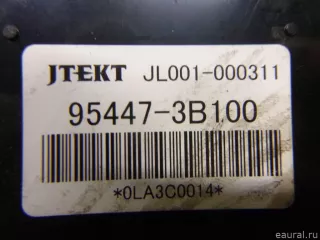 JTEKT JL001-000311
95447-3B100
*0LA3C0014*
© eaural.ru